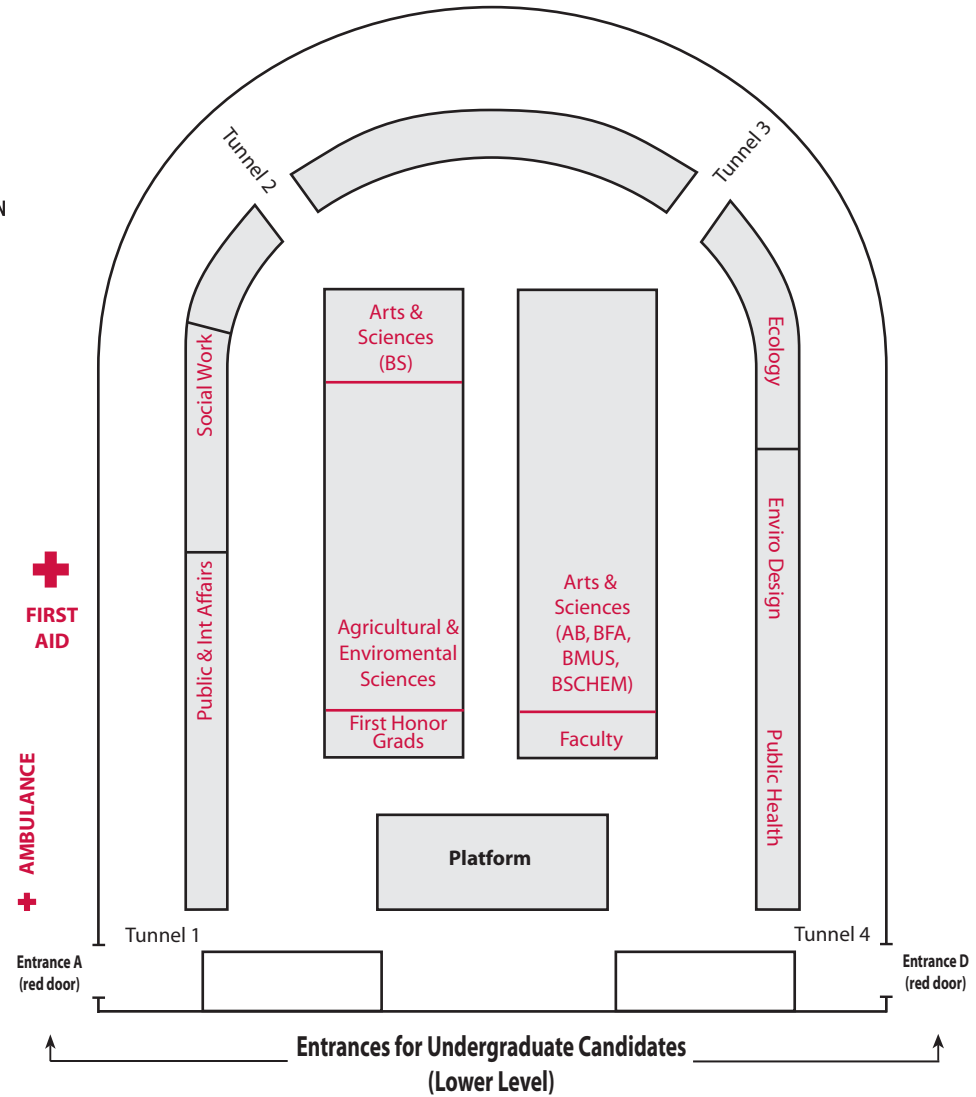 Tunnel 2
Tunnel 3
N
Arts &
Sciences
(BS)
Social Work
Ecology
Enviro Design
FIRST
AID
Public & Int Affairs
Agricultural &
Enviromental
Sciences
Arts &
Sciences
(AB, BFA,
BMUS,
BSCHEM)
First Honor
Grads
Faculty
Public Health
AMBULANCE
Platform
Tunnel 1
Tunnel 4
Entrance A
(red door)
Entrance D
(red door)
Entrances for Undergraduate Candidates
(Lower Level)